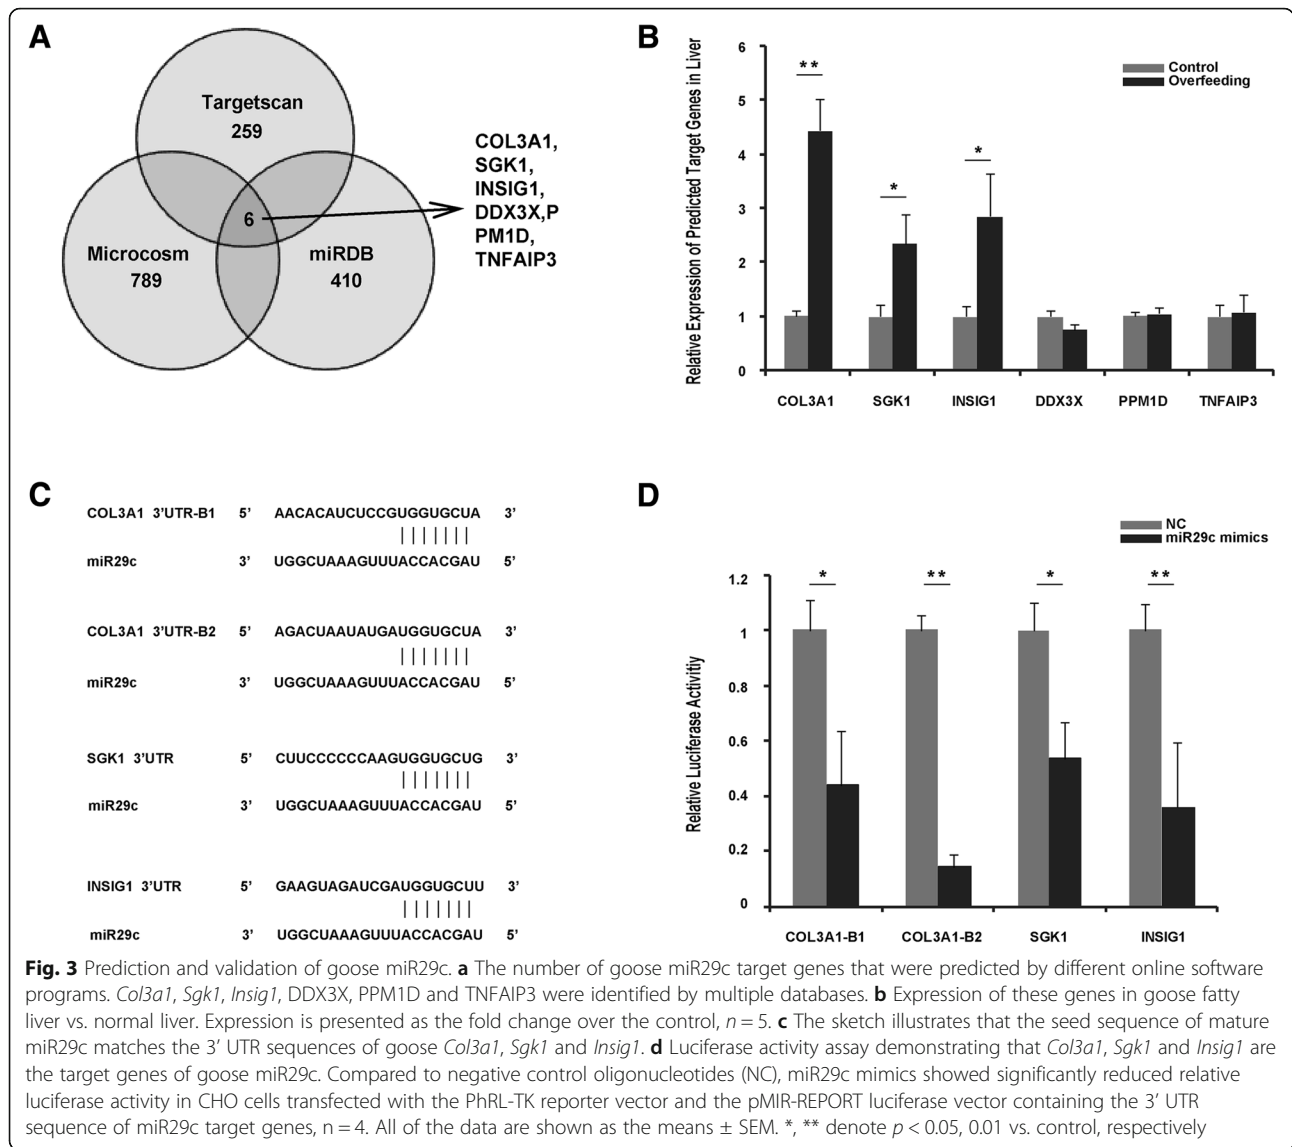 A
Targetscan
259
Microcosm
789
6
miRDB
410
COL3A1,
SGK1,
INSIG1,
DDX3X,P
PM1D,
TNFAIP3
B
Relative Expression of Predicted Target Genes in Liver
6
5
4
3
2
1
0
Control
Overfeeding
**
*
*
COL3A1 SGK1 INSIG1 DDX3X PPM1D TNFAIP3
C
COL3A1 3'UTR-B1 5' AACACAUCUCCGUGGUGCUA 3'
miR29c 3' UGGCUAAAGUUUACCACGAU 5'
COL3A1 3'UTR-B2 5' AGACUAAUAUGAUGGUGCUA 3'
miR29c 3' UGGCUAAAGUUUACCACGAU 5'
SGK1 3'UTR 5' CUUCCCCCCAAGUGGUGCUG 3'
miR29c 3' UGGCUAAAGUUUACCACGAU 5'
INSIG1 3'UTR 5' GAAGUAGAUCGAUGGUGCUU 3'
miR29c 3' UGGCUAAAGUUUACCACGAU 5'
D
NC
miR29c mimics
Relative Luciferase Activitiy
1.2
1
0.8
0.6
0.4
0.2
0
*
**
*
**
COL3A1-B1 COL3A1-B2 SGK1 INSIG1
Fig. 3 Prediction and validation of goose miR29c. a The number of goose miR29c target genes that were predicted by different online software
programs. Col3a1, Sgk1, Insig1, DDX3X, PPM1D and TNFAIP3 were identified by multiple databases. b Expression of these genes in goose fatty
liver vs. normal liver. Expression is presented as the fold change over the control, n = 5. c The sketch illustrates that the seed sequence of mature
miR29c matches the 3' UTR sequences of goose Col3a1, Sgk1 and Insig1. d Luciferase activity assay demonstrating that Col3a1, Sgk1 and Insig1 are
the target genes of goose miR29c. Compared to negative control oligonucleotides (NC), miR29c mimics showed significantly reduced relative
luciferase activity in CHO cells transfected with the PhRL-TK reporter vector and the pMIR-REPORT luciferase vector containing the 3' UTR
sequence of miR29c target genes, n = 4. All of the data are shown as the means ± SEM. *, ** denote p < 0.05, 0.01 vs. control, respectively